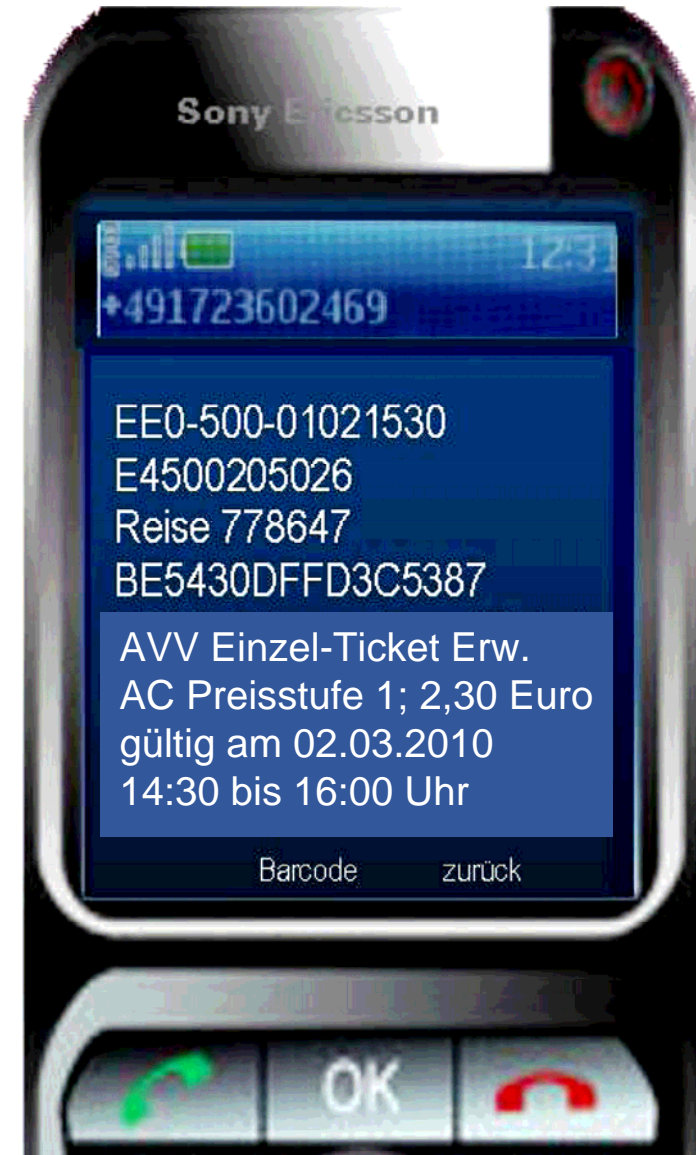 Sony Ericsson
12:31
+491723602469
EE0-500-01021530
E4500205026
Reise 778647
BE5430DFFD3C5387
AVV Einzel-Ticket Erw.
AC Preisstufe 1; 2,30 Euro
gültig am 02.03.2010
14:30 bis 16:00 Uhr
Barcode zurück
OK